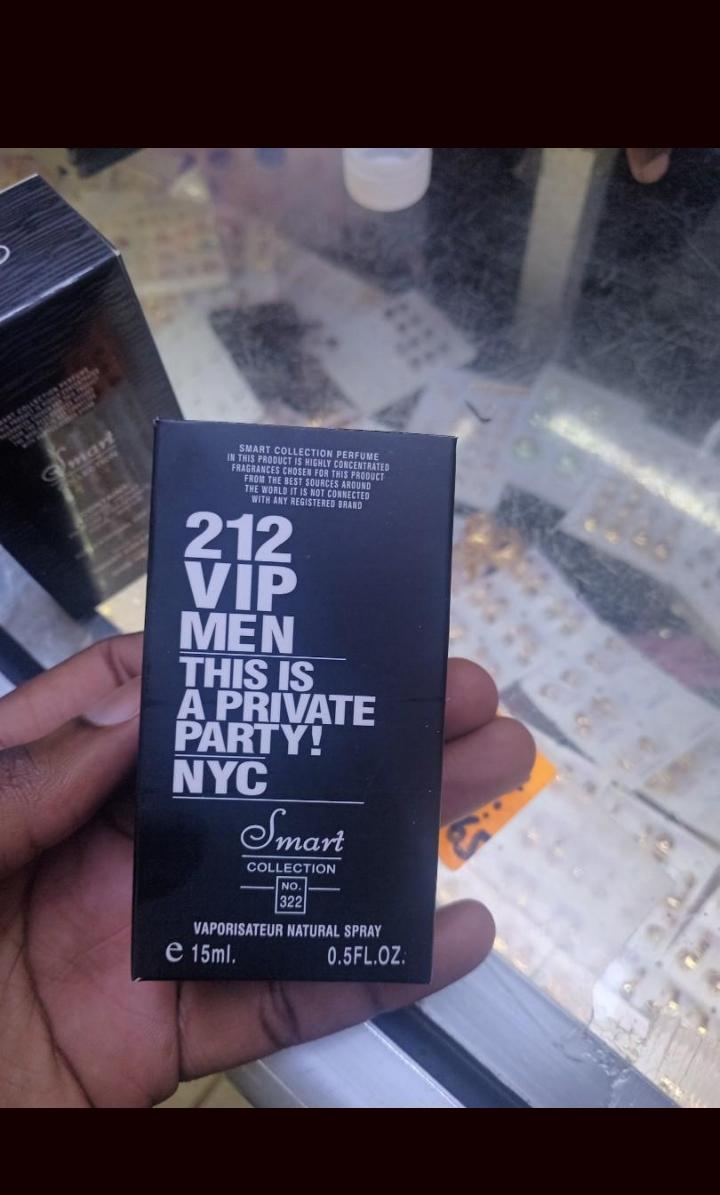 SMART COLLECTION PERFUME
IN THIS PRODUCT IS HIGHLY CONCENTRATED
FRAGRANCES CHOSEN FOR THIS PRODUCT
FROM THE BEST SOURCES AROUND
THE WORLD IT IS NOT CONNECTED
WITH ANY REGISTERED BRAND
212
VIP
MEN
THIS IS
A PRIVATE
PARTY!
NYC
Smart
COLLECTION
NO.
322
VAPORISATEUR NATURAL SPRAY
e 15ml. 0.5FL.OZ.
Smart